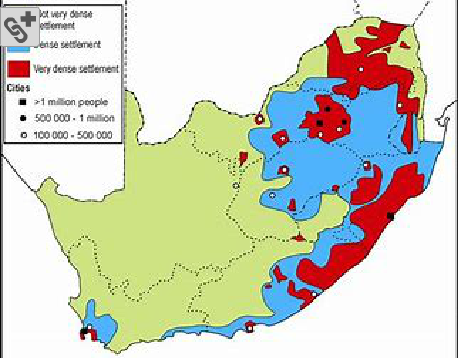 Not very dense
settlement
Dense settlement
Very dense settlement
Cities
>1 million people
500 000 - 1 million
100 000 - 500 000